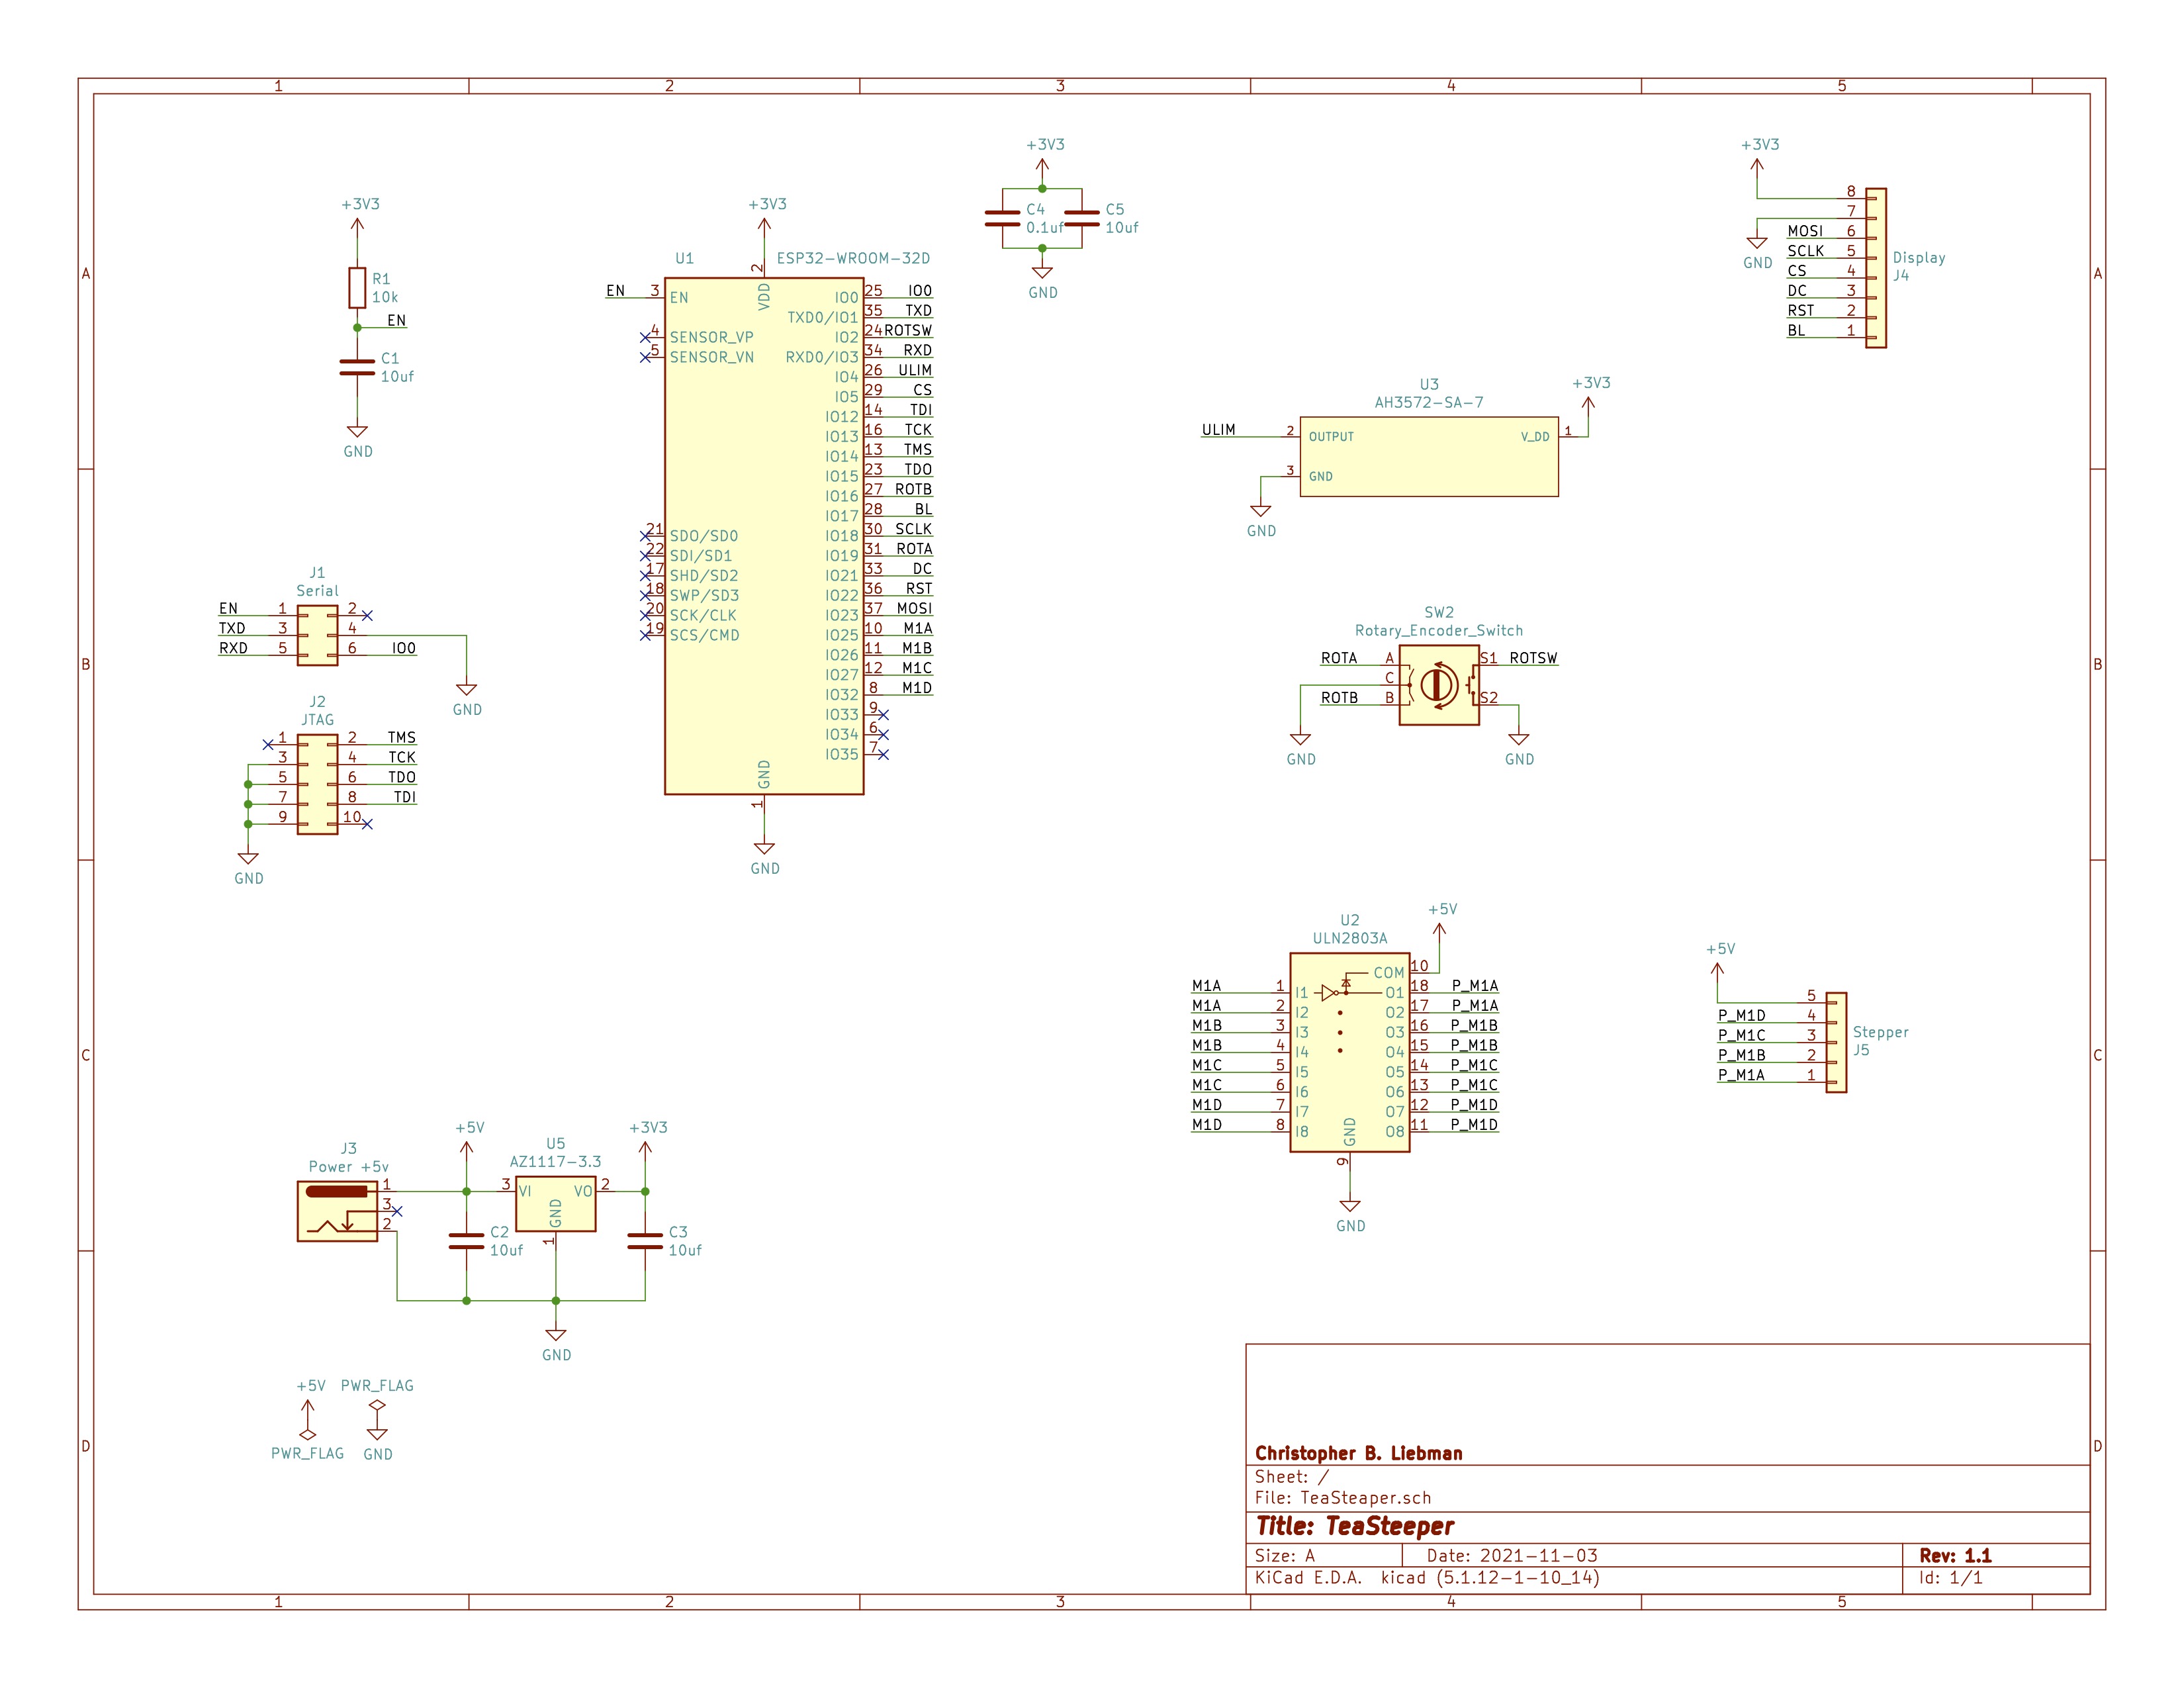 1 2 3 4 5
A
B
C
D
A
B
C
D
+3V3
R1
10k
EN
C1
10uf
GND
J1
Serial
EN 1 2
TXD 3 4
RXD 5 6 IO0
GND
J2
JTAG
1 2 TMS
3 4 TCK
5 6 TDO
7 8 TDI
9 10
GND
+3V3
U1 ESP32-WROOM-32D
2
VDD
EN 3 EN
4 SENSOR_VP
5 SENSOR_VN
21 SDO/SD0
22 SDI/SD1
17 SHD/SD2
18 SWP/SD3
20 SCK/CLK
19 SCS/CMD
IO0 25 IO0
TXD0/IO1 35 TXD
IO2 24 ROTSW
RXD0/IO3 34 RXD
IO4 26 ULIM
IO5 29 CS
IO12 14 TDI
IO13 16 TCK
IO14 13 TMS
IO15 23 TDO
IO16 27 ROTB
IO17 28 BL
IO18 30 SCLK
IO19 31 ROTA
IO21 33 DC
IO22 36 RST
IO23 37 MOSI
IO25 10 M1A
IO26 11 M1B
IO27 12 M1C
IO32 8 M1D
IO33 9
IO34 6
IO35 7
GND
1
GND
+3V3
C4
0.1uf
C5
10uf
GND
+3V3
8
7
GND
MOSI 6
SCLK 5
CS 4
DC 3
RST 2
BL 1
Display
J4
U3
AH3572-SA-7
+3V3
ULIM 2 OUTPUT V_DD 1
3 GND
GND
SW2
Rotary_Encoder_Switch
ROTA A S1 ROTSW
C
ROTB B S2
GND
GND
U2
ULN2803A
+5V
COM 10
M1A 1 I1 O1 18 P_M1A
M1A 2 I2 O2 17 P_M1A
M1B 3 I3 O3 16 P_M1B
M1B 4 I4 O4 15 P_M1B
M1C 5 I5 O5 14 P_M1C
M1C 6 I6 O6 13 P_M1C
M1D 7 I7 O7 12 P_M1D
M1D 8 I8 O8 11 P_M1D
GND
9
GND
+5V
5
P_M1D 4
P_M1C 3
P_M1B 2
P_M1A 1
Stepper
J5
J3
Power +5v
1
3
2
+5V
C2
10uf
U5
AZ1117-3.3
3 VI VO 2
GND
1
GND
+3V3
C3
10uf
+5V
PWR_FLAG
PWR_FLAG
GND
Christopher B. Liebman
Sheet: /
File: TeaSteaper.sch
Title: TeaSteeper
Size: A Date: 2021-11-03 Rev: 1.1
KiCad E.D.A. kicad (5.1.12-1-10_14) Id: 1/1
1 2 3 4 5